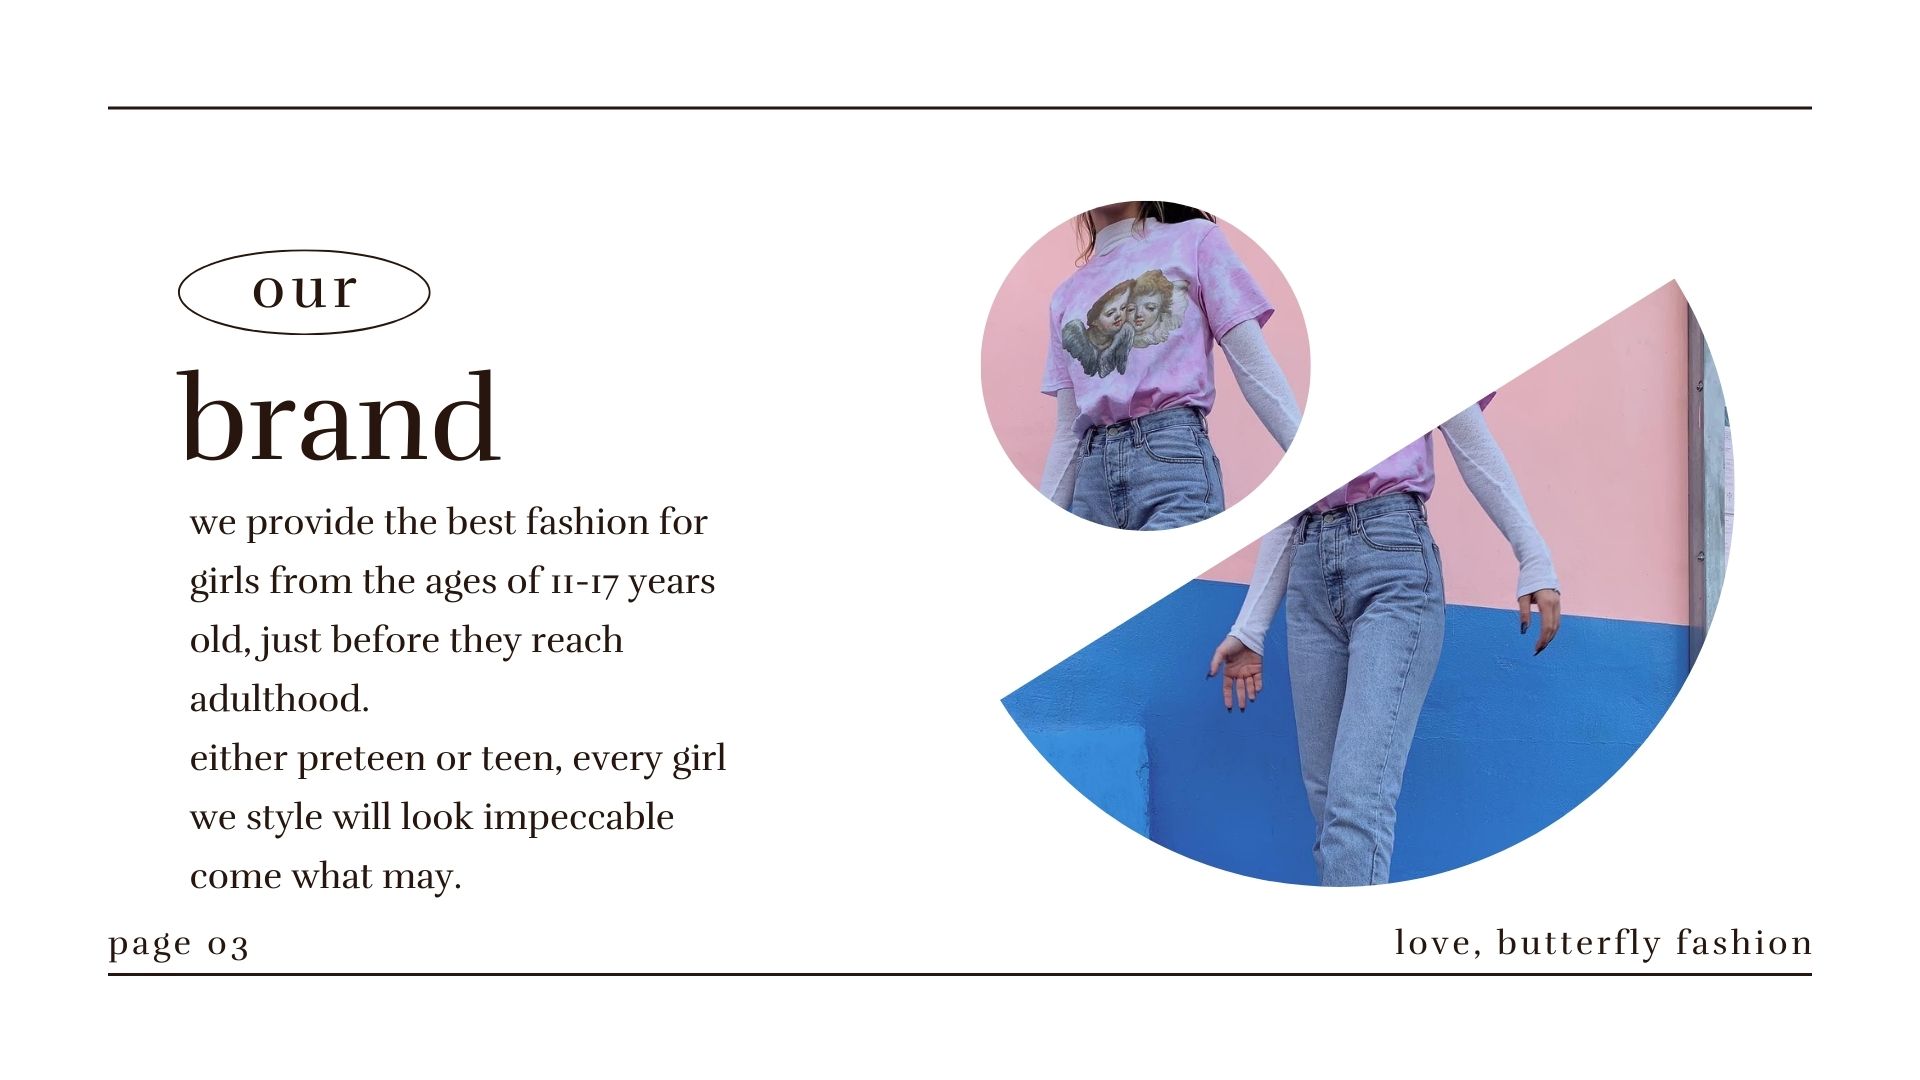 our
brand
we provide the best fashion for
girls from the ages of 11-17 years
old, just before they reach
adulthood.
either preteen or teen, every girl
we style will look impeccable
come what may.
page 03
love, butterfly fashion